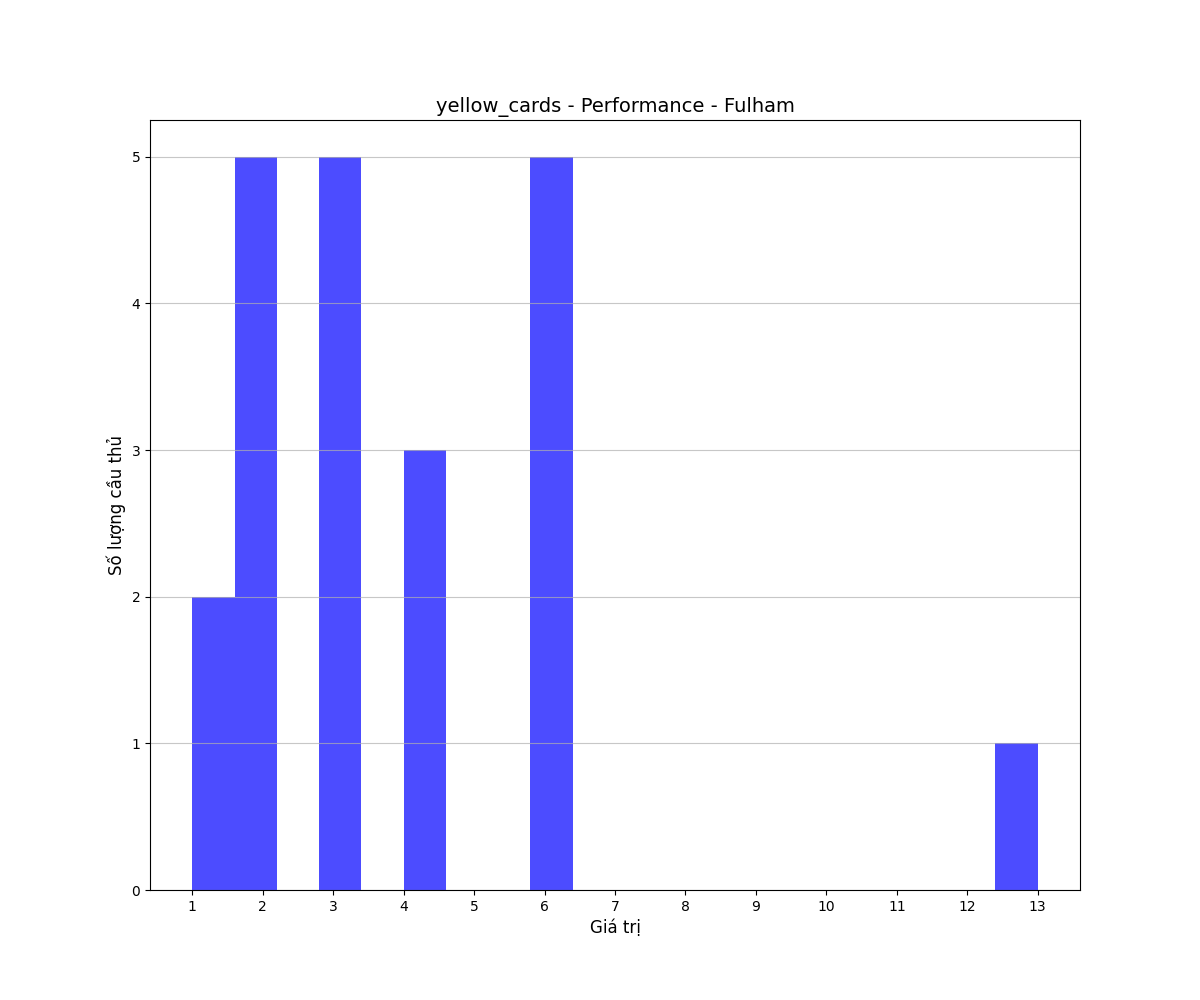 yellow_cards - Performance - Fulham
Số lượng cầu thủ
5
4
3
2
1
0
1 2 3 4 5 6 7 8 9 10 11 12 13
Giá trị